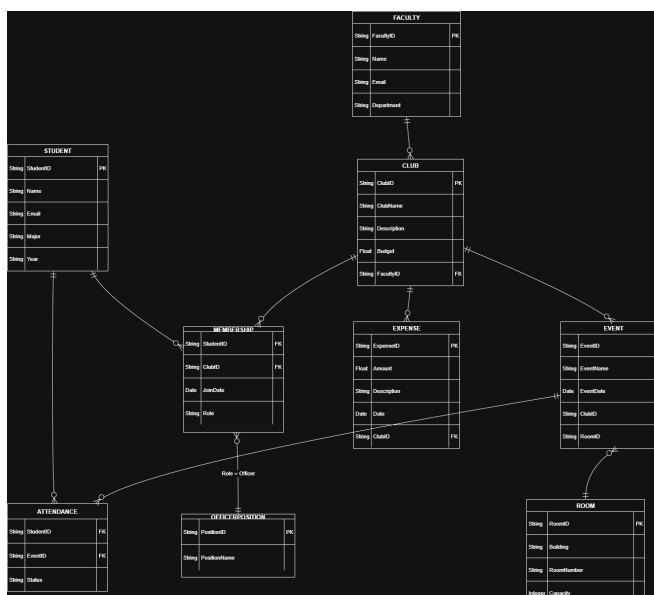 FACULTY
String FacultyID PK
String Name
String Email
String Department
STUDENT
String StudentID PK
String Name
String Email
String Major
String Year
CLUB
String ClubID PK
String ClubName
String Description
Float Budget
String FacultyID FK
MEMBERSHIP
String StudentID FK
String ClubID FK
Date JoinDate
String Role
EXPENSE
String ExpenseID PK
Float Amount
String Description
Date Date
String ClubID FK
EVENT
String EventID
String EventName
Date EventDate
String ClubID
String RoomID
Role = Officer
ATTENDANCE
String StudentID FK
String EventID FK
String Status
OFFICERPOSITION
String PositionID PK
String PositionName
ROOM
String RoomID PK
String Building
String RoomNumber
Integer Capacity